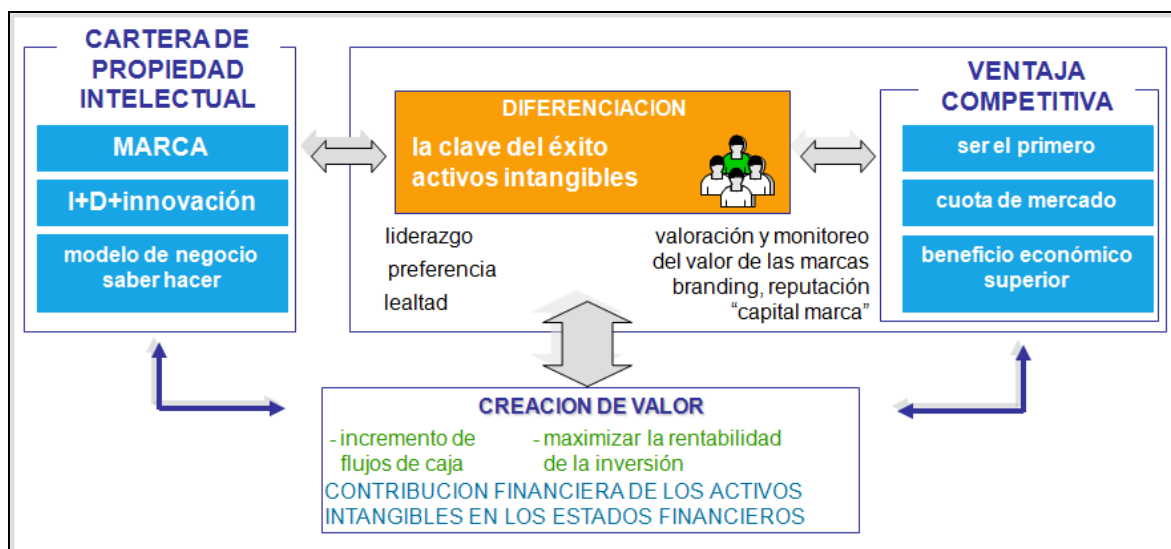 CARTERA DE
PROPIEDAD
INTELECTUAL
MARCA
I+D+innovación
modelo de negocio
saber hacer
DIFERENCIACION
la clave del éxito
activos intangibles
liderazgo
preferencia
lealtad
valoración y monitoreo
del valor de las marcas
branding, reputación
“capital marca”
VENTAJA
COMPETITIVA
ser el primero
cuota de mercado
beneficio económico
superior
CREACION DE VALOR
- incremento de
flujos de caja
- maximizar la rentabilidad
de la inversión
CONTRIBUCION FINANCIERA DE LOS ACTIVOS
INTANGIBLES EN LOS ESTADOS FINANCIEROS